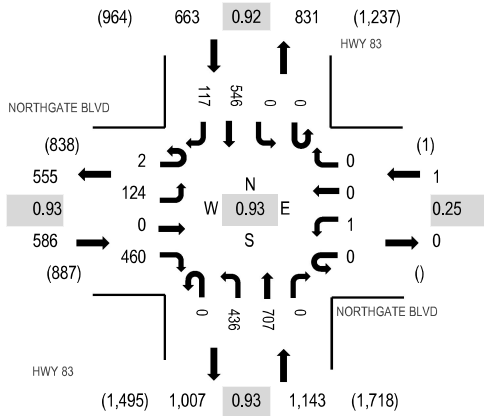 (964) 663 0.92 831 (1,237)
HWY 83
117 546 0 0
NORTHGATE BLVD
(838) (1)
2 0
555 1
124 N 0
0.93 W 0.93 E 0.25
0 1
586 S 0
460 0
(887) ()
0 436 707 0
NORTHGATE BLVD
HWY 83
(1,495) 1,007 0.93 1,143 (1,718)